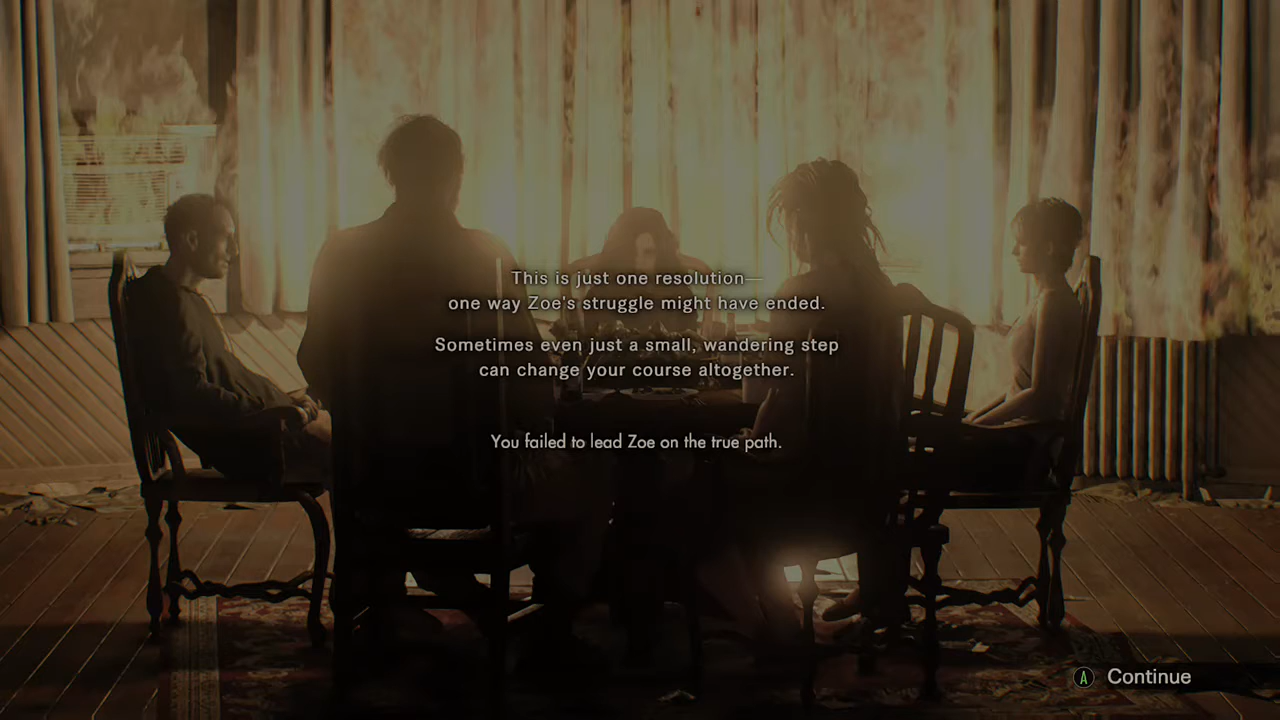 This is just one resolution—
one way Zoe's struggle might have ended.
Sometimes even just a small, wandering step
can change your course altogether.
You failed to lead Zoe on the true path.
A Continue